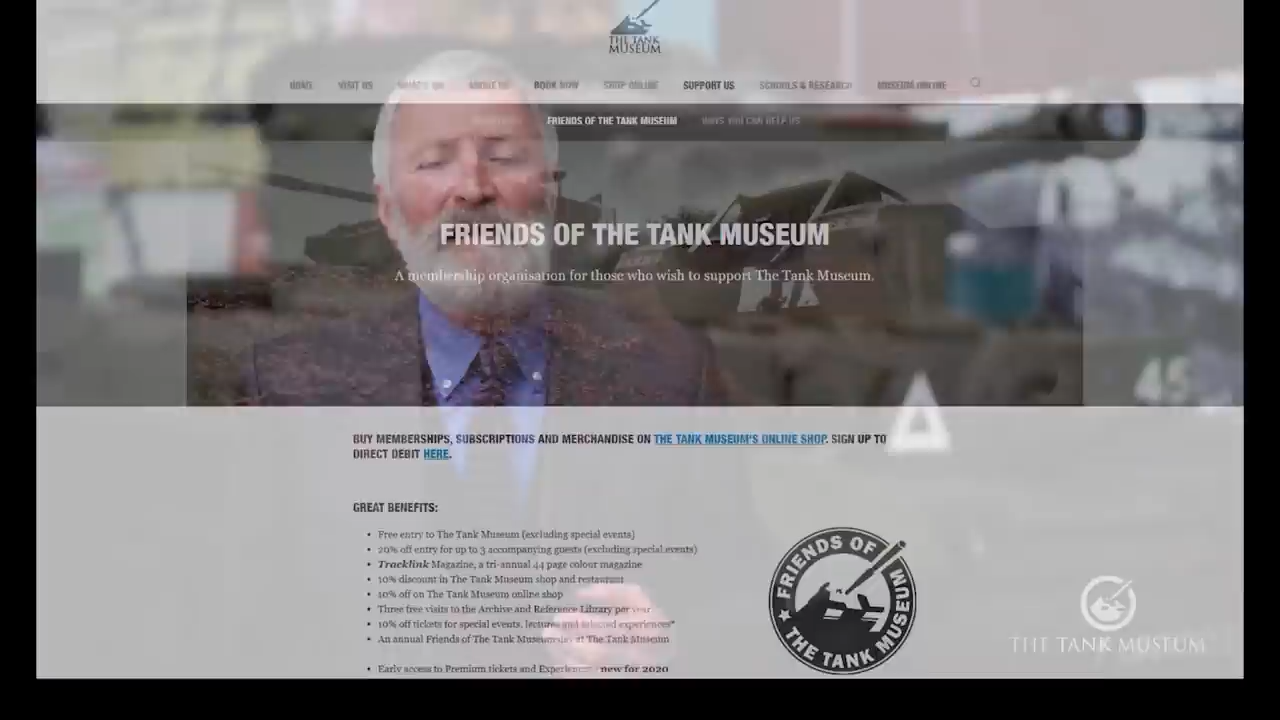 THE TANK
MUSEUM
HOME VISIT US WHAT'S ON ABOUT US BOOK NOW SHOP ONLINE SUPPORT US SCHOOLS & RESEARCH MUSEUM ONLINE
FRIENDS OF THE TANK MUSEUM WAYS YOU CAN HELP US
FRIENDS OF THE TANK MUSEUM
A membership organisation for those who wish to support The Tank Museum.
45
BUY MEMBERSHIPS, SUBSCRIPTIONS AND MERCHANDISE ON THE TANK MUSEUM'S ONLINE SHOP. SIGN UP TO
DIRECT DEBIT HERE.
GREAT BENEFITS:
• Free entry to The Tank Museum (excluding special events)
• 20% off entry for up to 3 accompanying guests (excluding special events)
• Tracklink Magazine, a tri-annual 44 page colour magazine
• 10% discount in The Tank Museum shop and restaurant
• 10% off on The Tank Museum online shop
• Three free visits to the Archive and Reference Library per year
• 10% off tickets for special events, lectures and selected experiences*
• An annual Friends of The Tank Museum day at The Tank Museum
• Early access to Premium tickets and Experiences new for 2020
FRIENDS OF
THE TANK MUSEUM
THE TANK MUSEUM